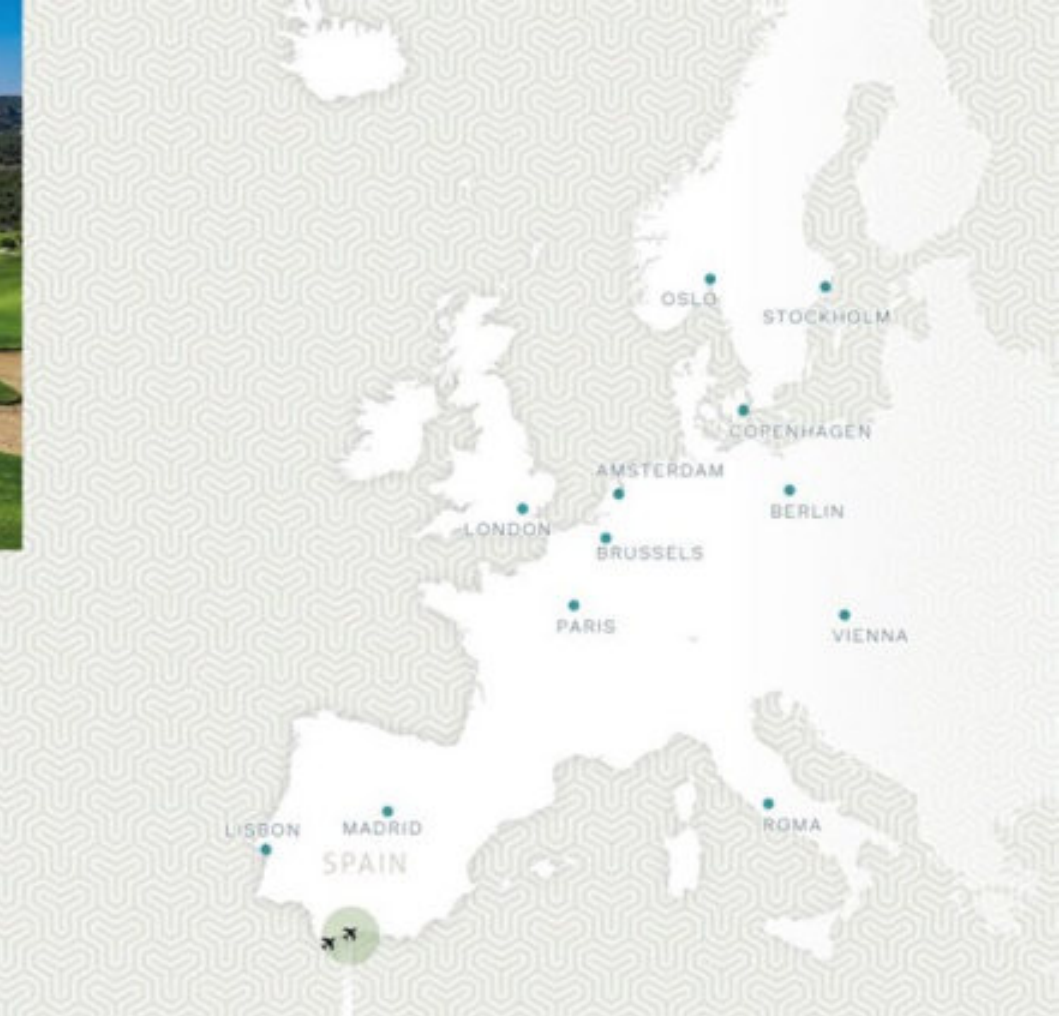 OSLO
STOCKHOLM
COPENHAGEN
AMSTERDAM
BERLIN
LONDON
BRUSSELS
PARIS
VIENNA
ROMA
LISBON
MADRID
SPAIN